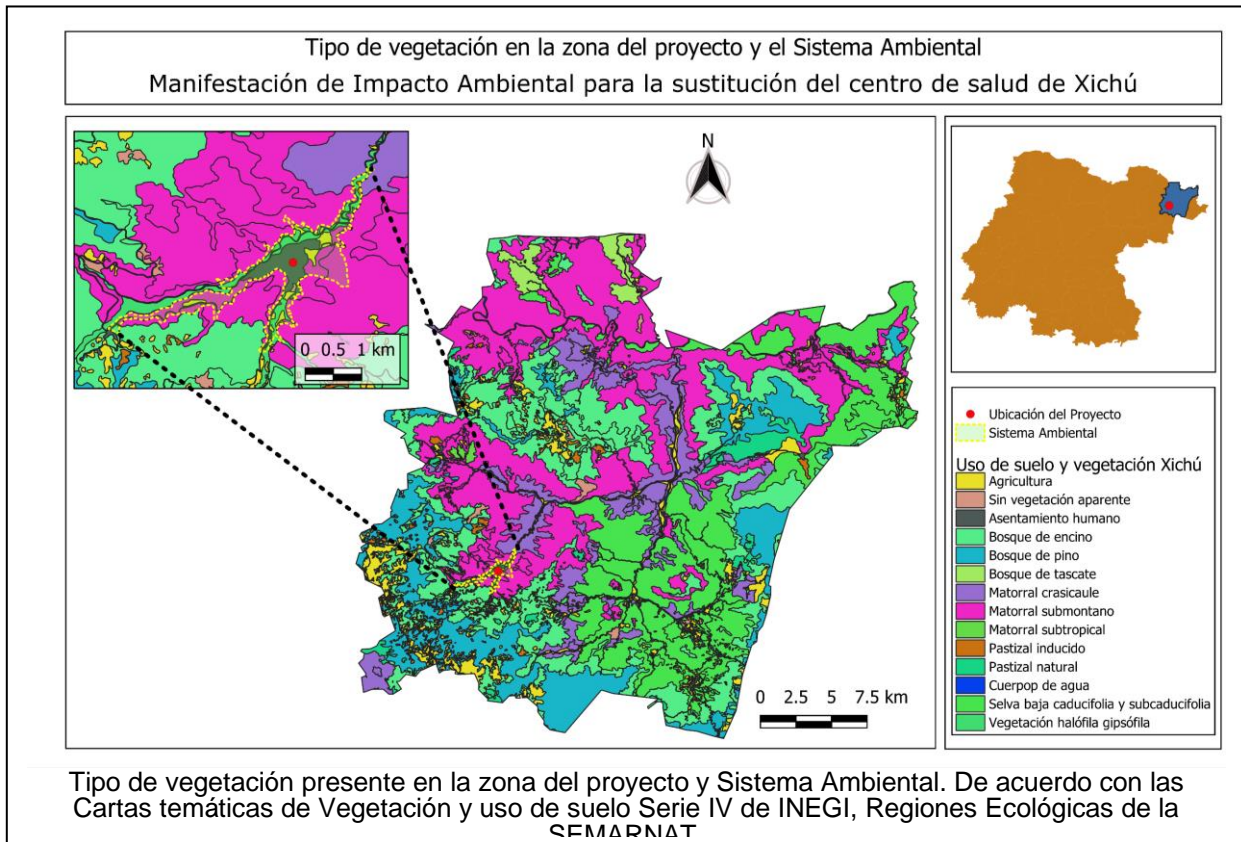 Tipo de vegetación en la zona del proyecto y el Sistema Ambiental
Manifestación de Impacto Ambiental para la sustitución del centro de salud de Xichú
N
0 0.5 1 km
0 2.5 5 7.5 km
Ubicación del Proyecto
Sistema Ambiental
Uso de suelo y vegetación Xichú
Agricultura
Sin vegetación aparente
Asentamiento humano
Bosque de encino
Bosque de pino
Bosque de tascate
Matorral crasicaule
Matorral submontano
Matorral subtropical
Pastizal inducido
Pastizal natural
Cuerpop de agua
Selva baja caducifolia y subcaducifolia
Vegetación halófila gipsófila
Tipo de vegetación presente en la zona del proyecto y Sistema Ambiental. De acuerdo con las
Cartas temáticas de Vegetación y uso de suelo Serie IV de INEGI, Regiones Ecológicas de la
SEMARNAT